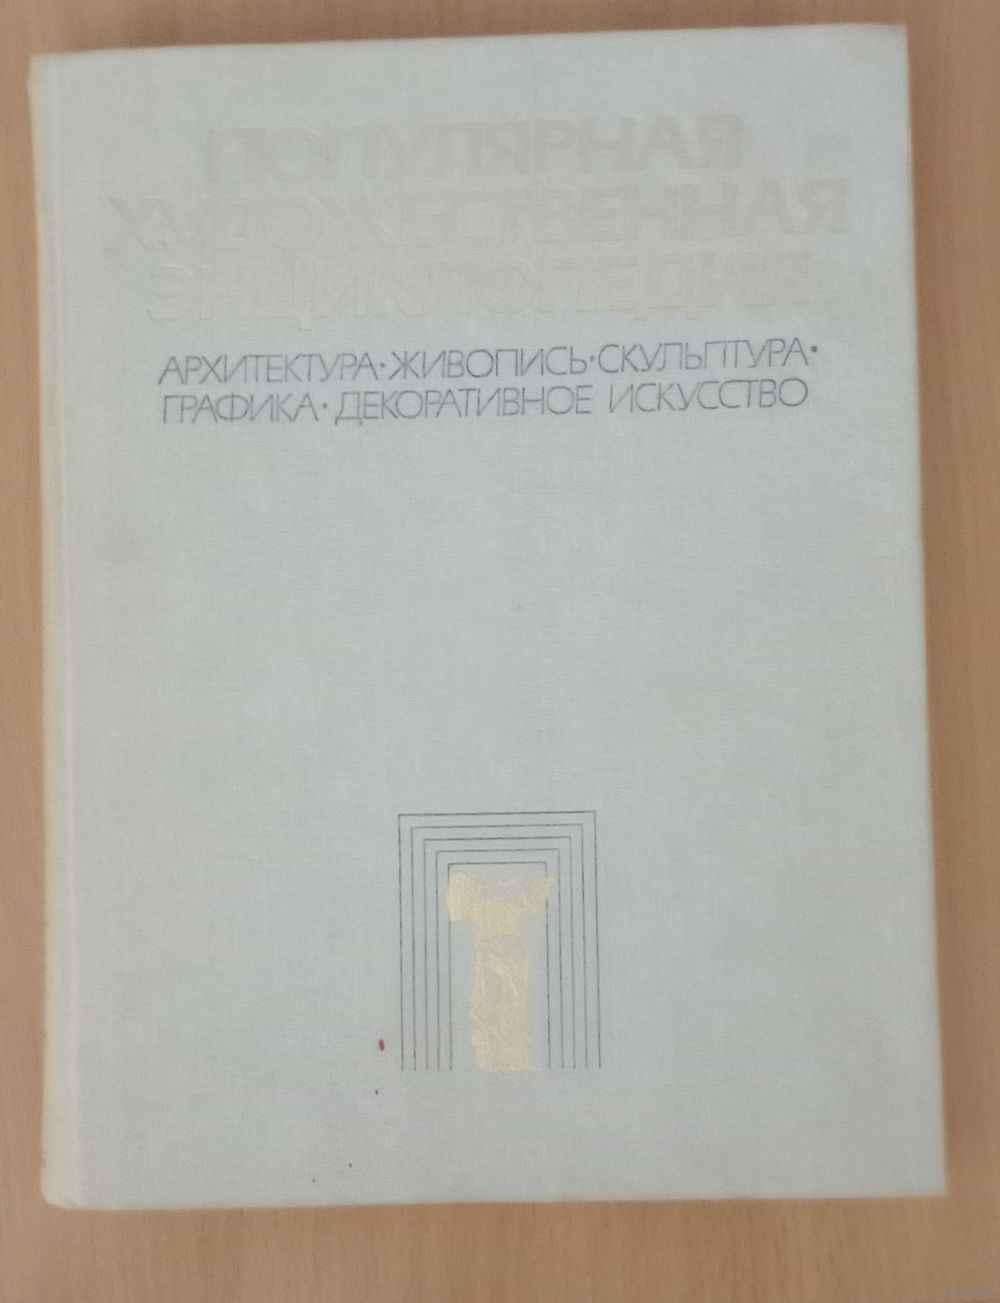 ПОПУЛЯРНАЯ
ХУДОЖЕСТВЕННАЯ
ЭНЦИКЛОПЕДИЯ
АРХИТЕКТУРА·ЖИВОПИСЬ·СКУЛЬПТУРА·
ГРАФИКА·ДЕКОРАТИВНОЕ ИСКУССТВО